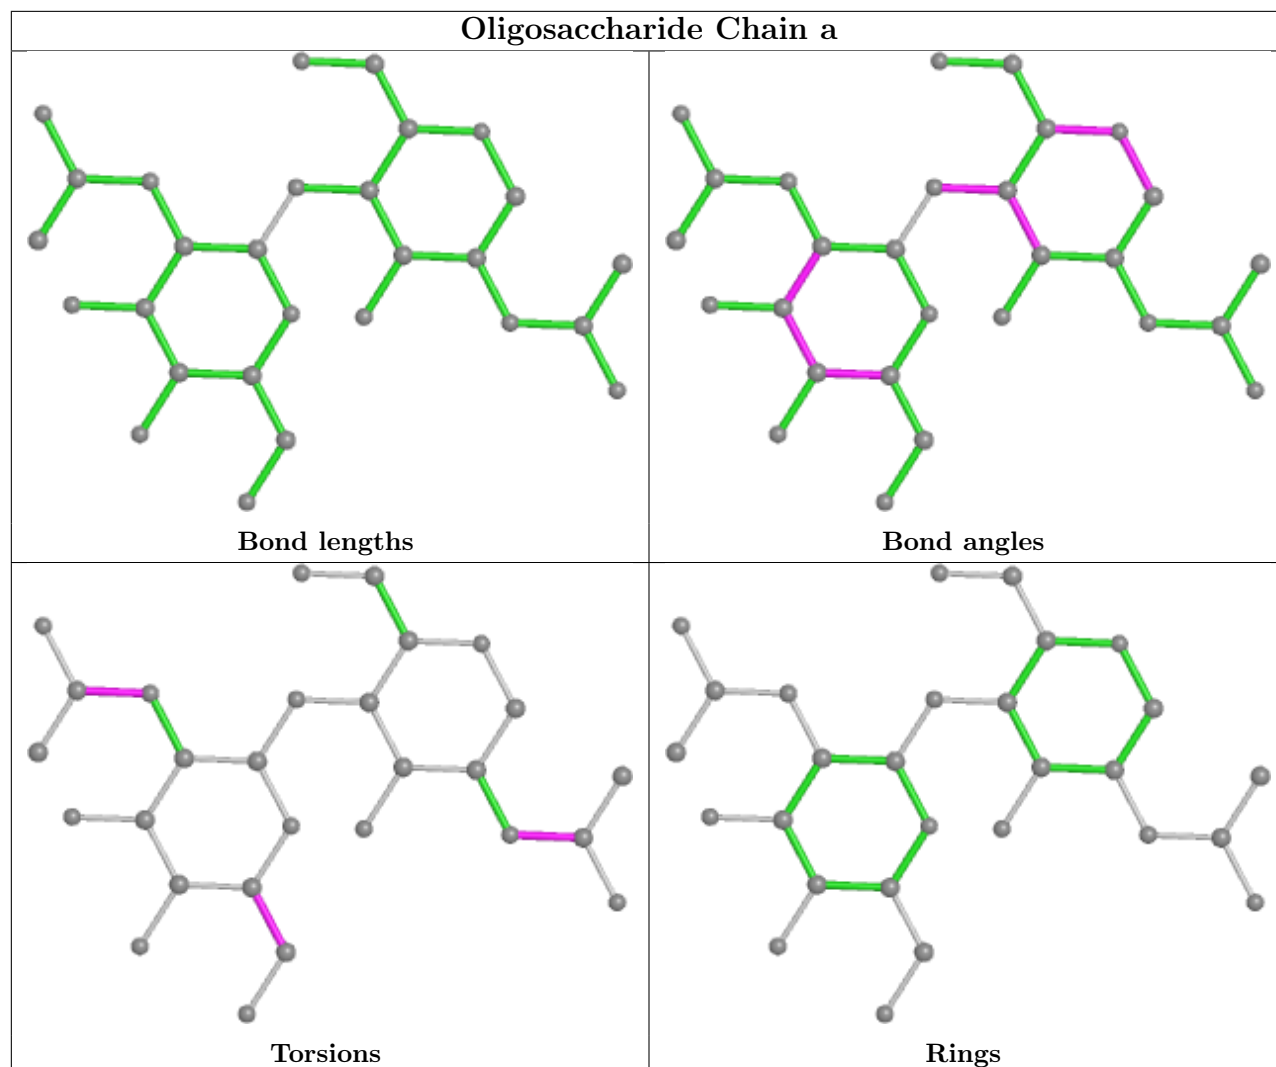 Oligosaccharide Chain a
Bond lengths
Bond angles
Torsions
Rings